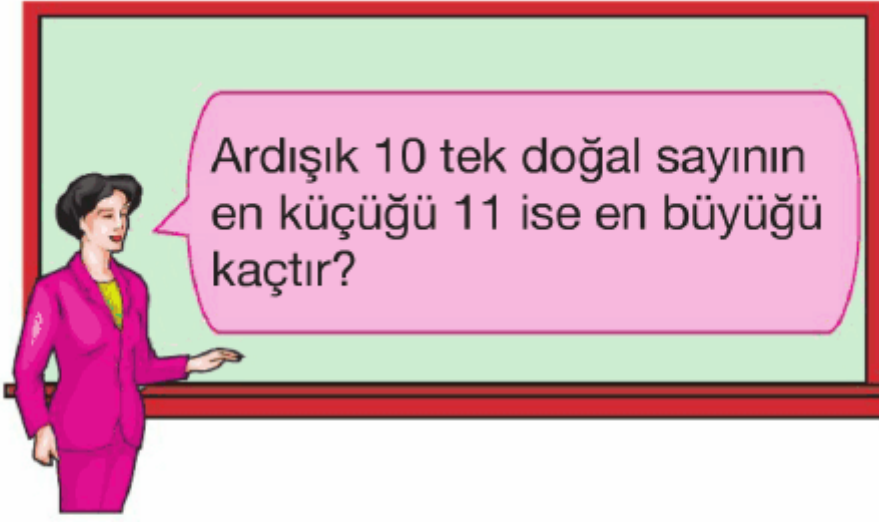 Ardışık 10 tek doğal sayının
en küçüğü 11 ise en büyüğü
kaçtır?